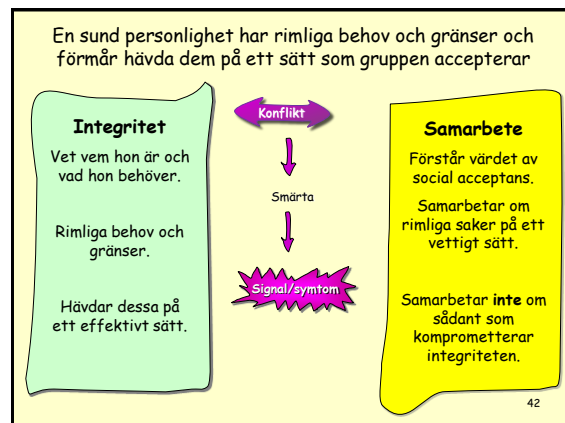 En sund personlighet har rimliga behov och gränser och
förmår hävda dem på ett sätt som gruppen accepterar
Integritet
Vet vem hon är och
vad hon behöver.
Rimliga behov och
gränser.
Hävdar dessa på
ett effektivt sätt.
Konflikt
Smärta
Signal/symtom
Samarbete
Förstår värdet av
social acceptans.
Samarbetar om
rimliga saker på ett
vettigt sätt.
Samarbetar inte om
sådant som
komprometterar
integriteten.
42